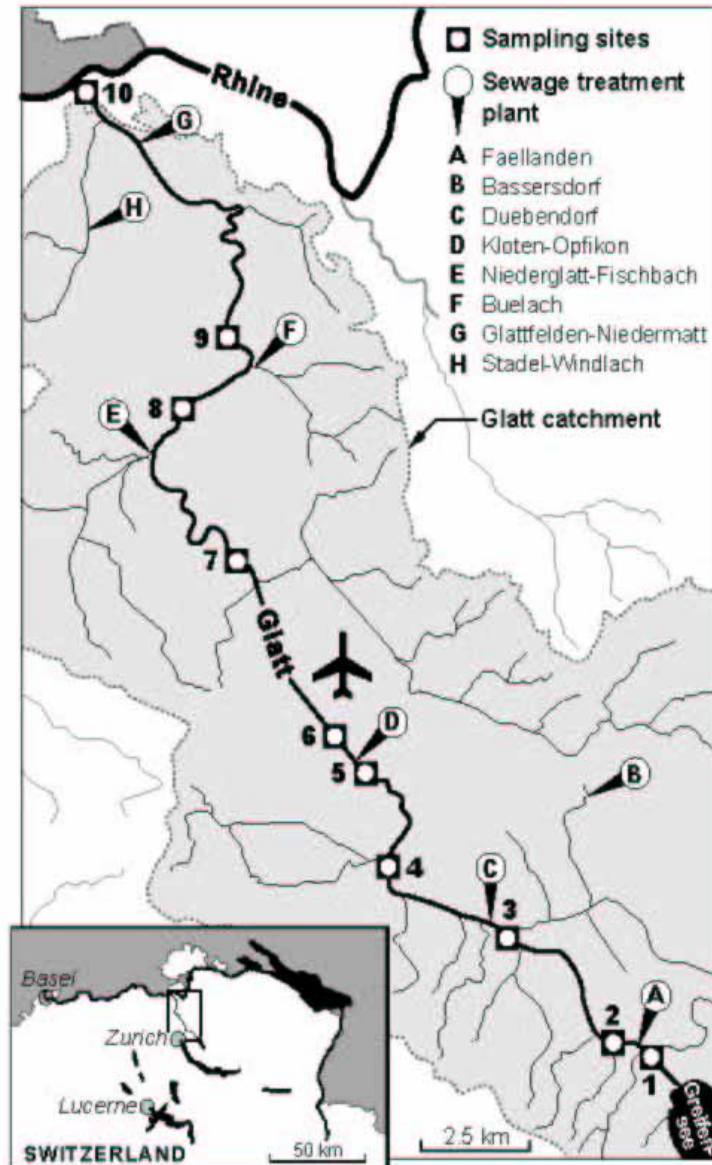 Sampling sites
Sewage treatment
plant
A Faellanden
B Bassersdorf
C Duebendorf
D Kloten-Opfikon
E Niederglatt-Fischbach
F Buelach
G Glattfelden-Niedermatt
H Stadel-Windlach
Glatt catchment
Rhine
10
G
H
9
F
8
E
7
Glatt
6
D
5
B
4
C
3
A
2
1
Greifen
see
2.5 km
Basel
Zurich
Lucerne
SWITZERLAND
50 km